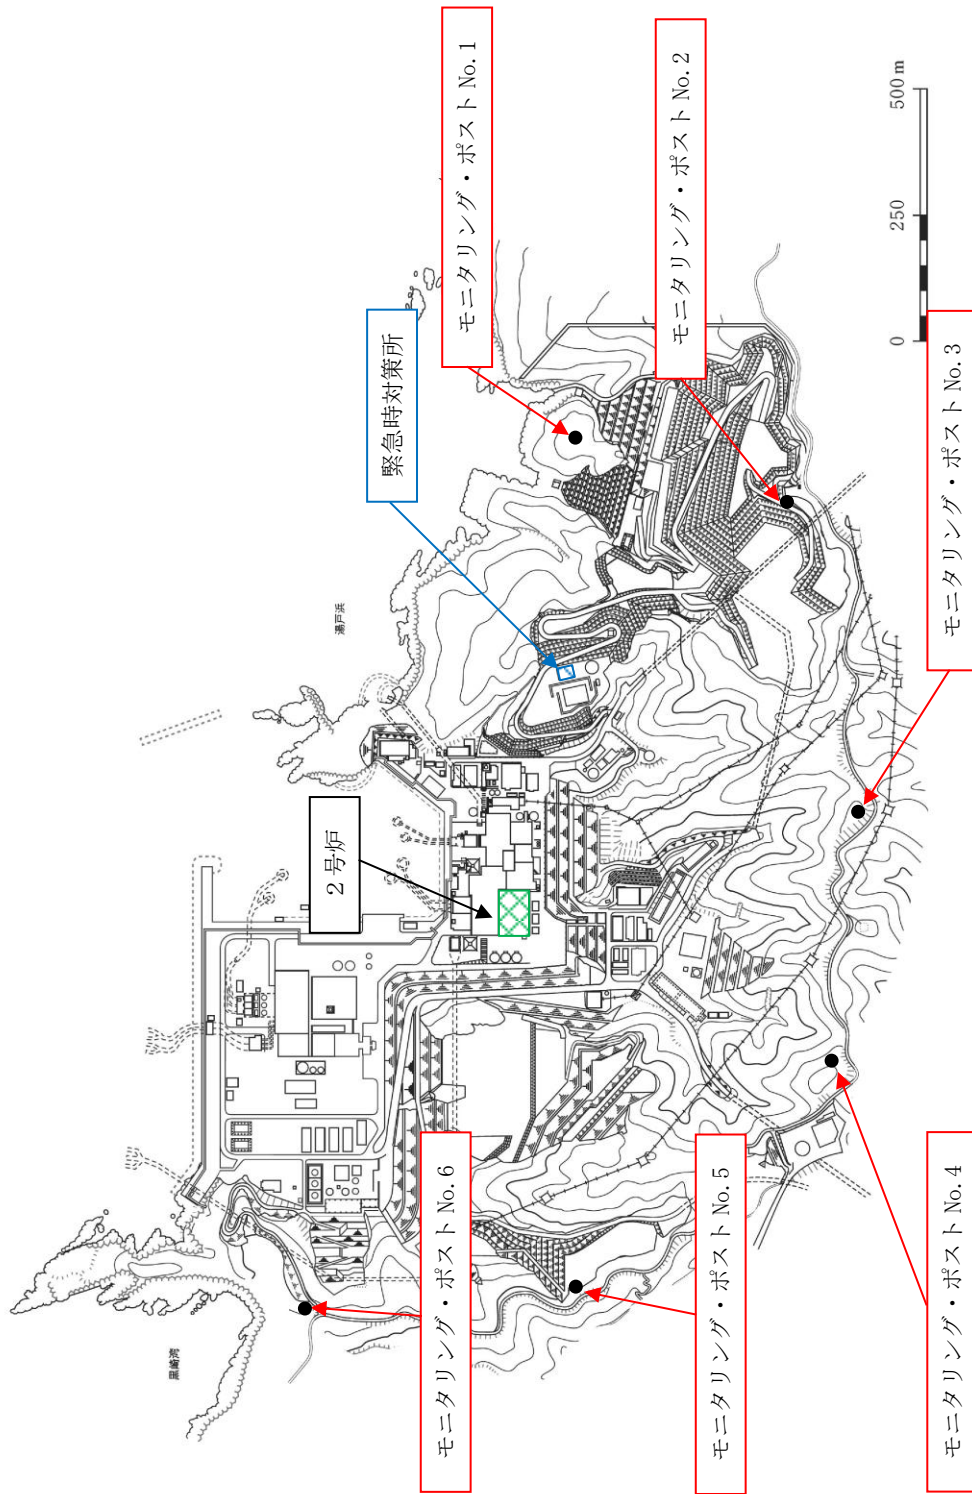 モニタリング・ポスト No. 6
モニタリング・ポスト No. 5
モニタリング・ポスト No. 4
２号炉
緊急時対策所
モニタリング・ポスト No. 1
モニタリング・ポスト No. 2
モニタリング・ポスト No. 3
湯戸浜
0 250 500m